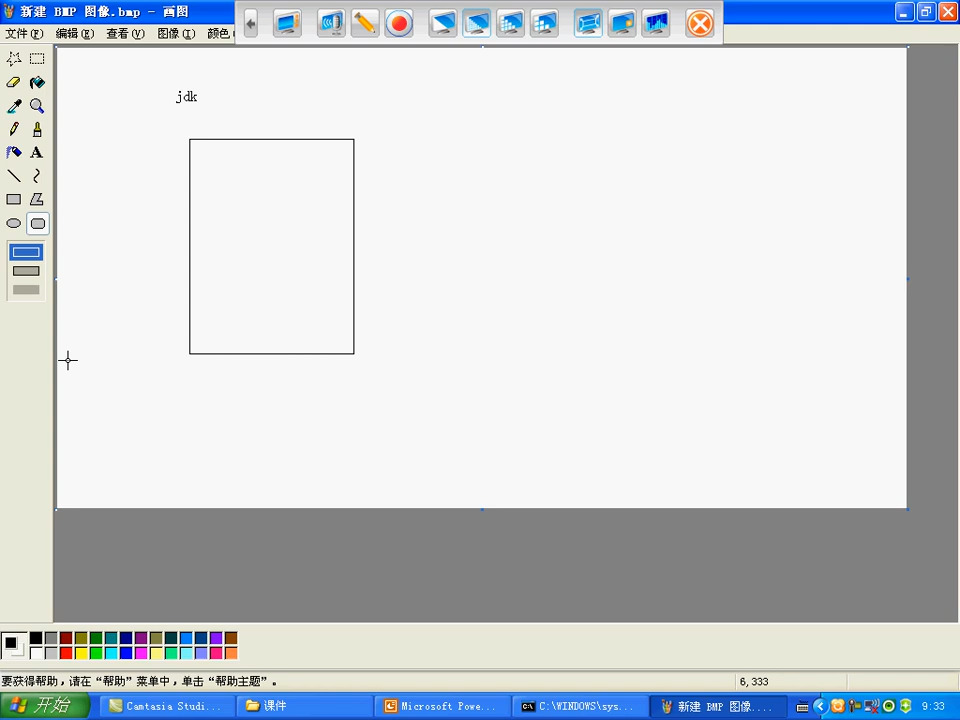 新建 BMP 图像.bmp - 画图
文件(F) 编辑(E) 查看(V) 图像(I) 颜色
jdk
A
要获得帮助，请在“帮助”菜单中，单击“帮助主题”。 6,333
开始 Camtasia Studi... 课件 Microsoft Powe... C:\WINDOWS\sys... 新建 BMP 图像.... 9:33